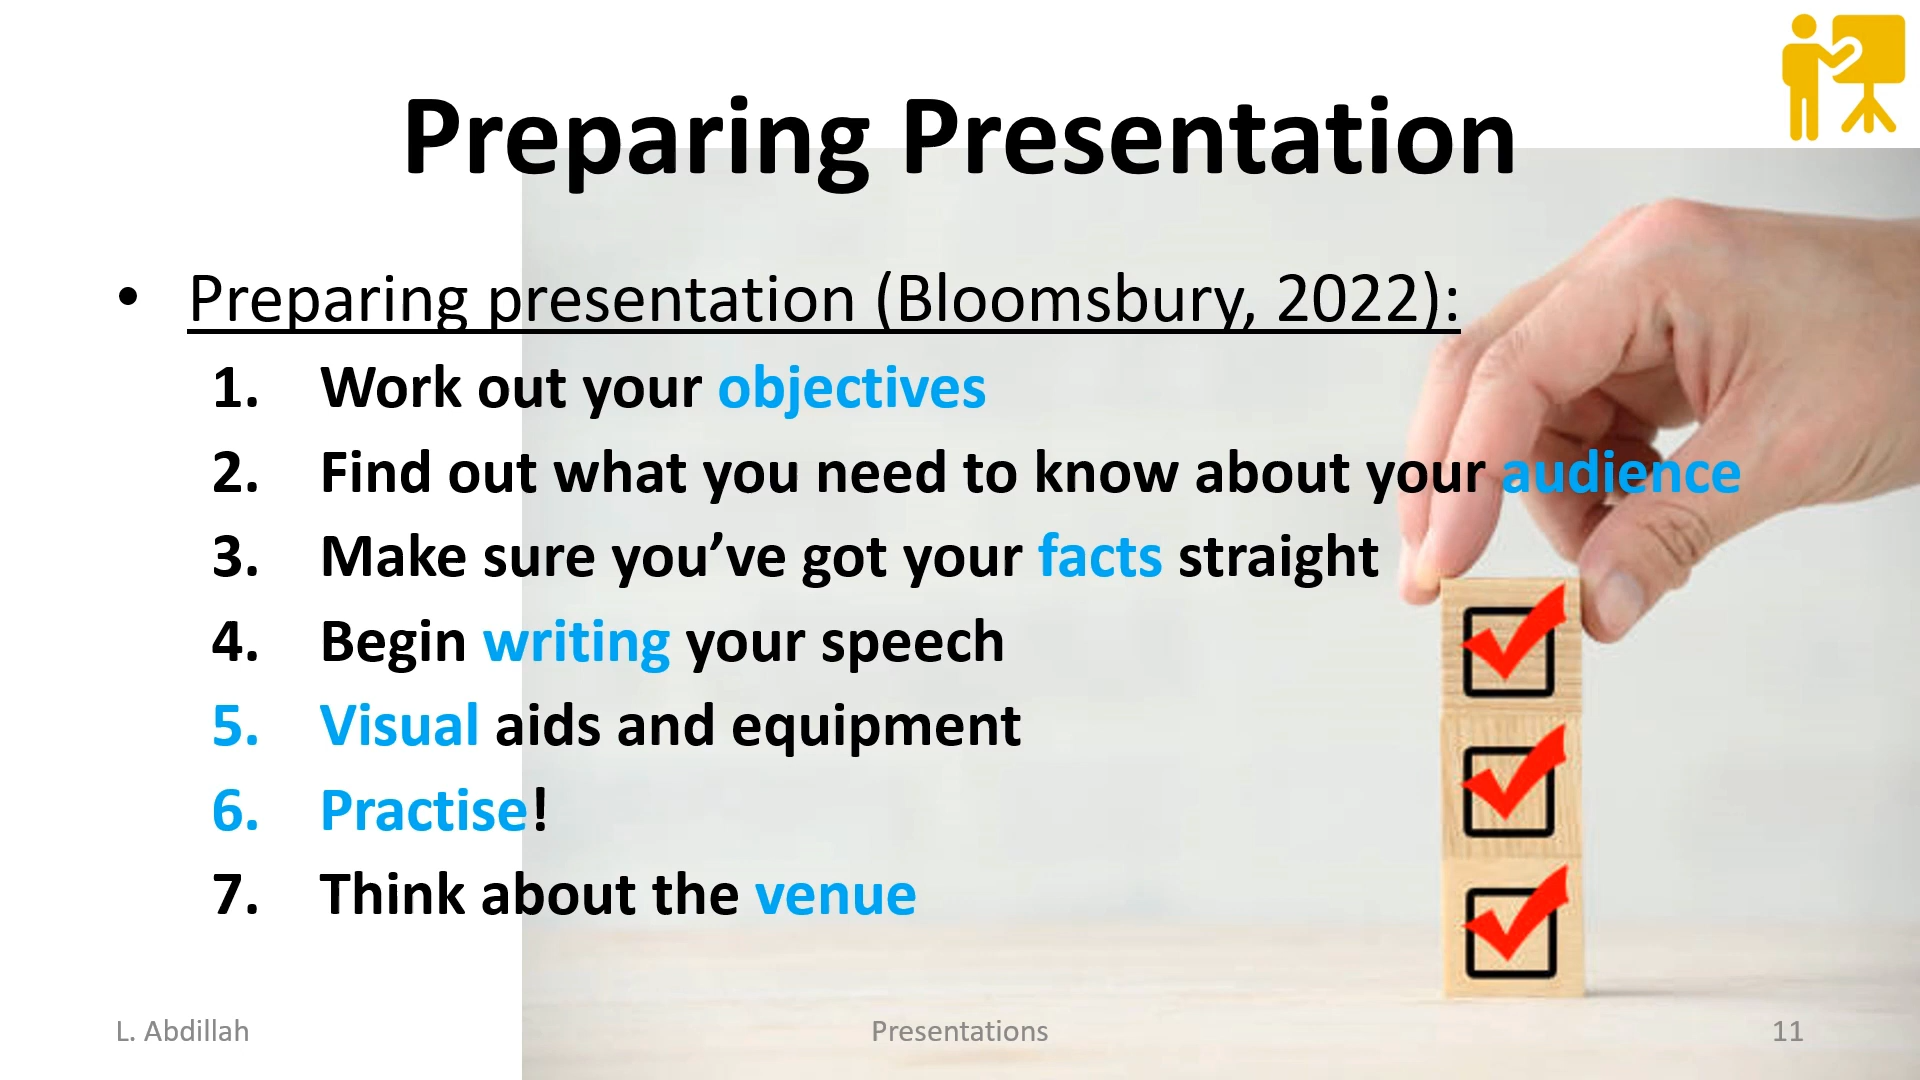 Preparing Presentation
• Preparing presentation (Bloomsbury, 2022):
1. Work out your objectives
2. Find out what you need to know about your audience
3. Make sure you’ve got your facts straight
4. Begin writing your speech
5. Visual aids and equipment
6. Practise!
7. Think about the venue
L. Abdillah
Presentations
11